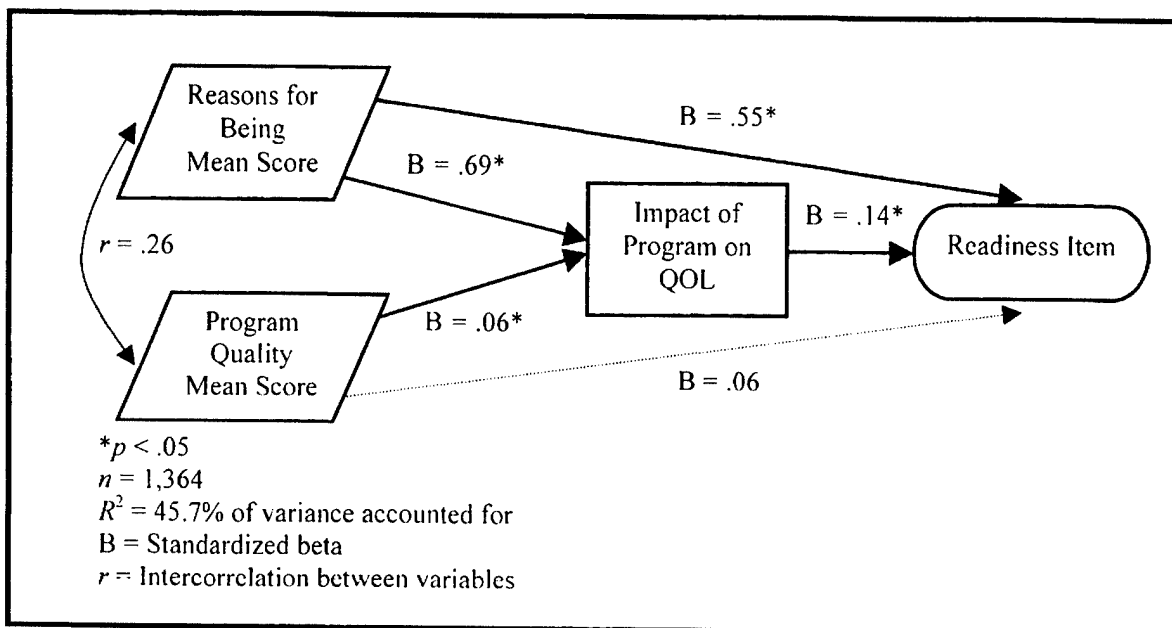 Reasons for
Being
Mean Score
B = .55*
B = .69*
Impact of
Program on
QOL
B = .14*
Readiness Item
r = .26
Program
Quality
Mean Score
B = .06*
B = .06
*p < .05
n = 1,364
R² = 45.7% of variance accounted for
B = Standardized beta
r = Intercorrelation between variables